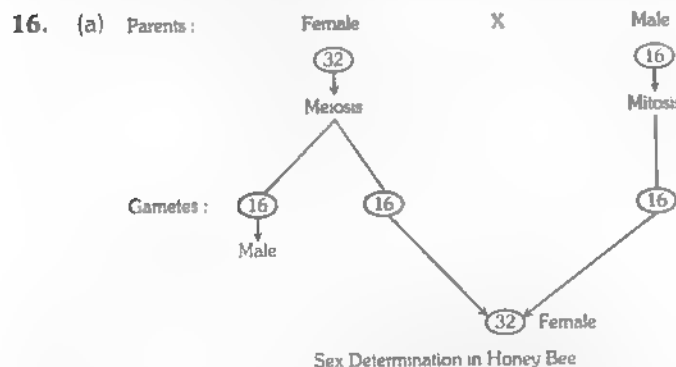 16. (a) Parents : Female X Male
32 16
Meiosis Mitosis
Gametes : 16 16 16
Male
32 Female
Sex Determination in Honey Bee